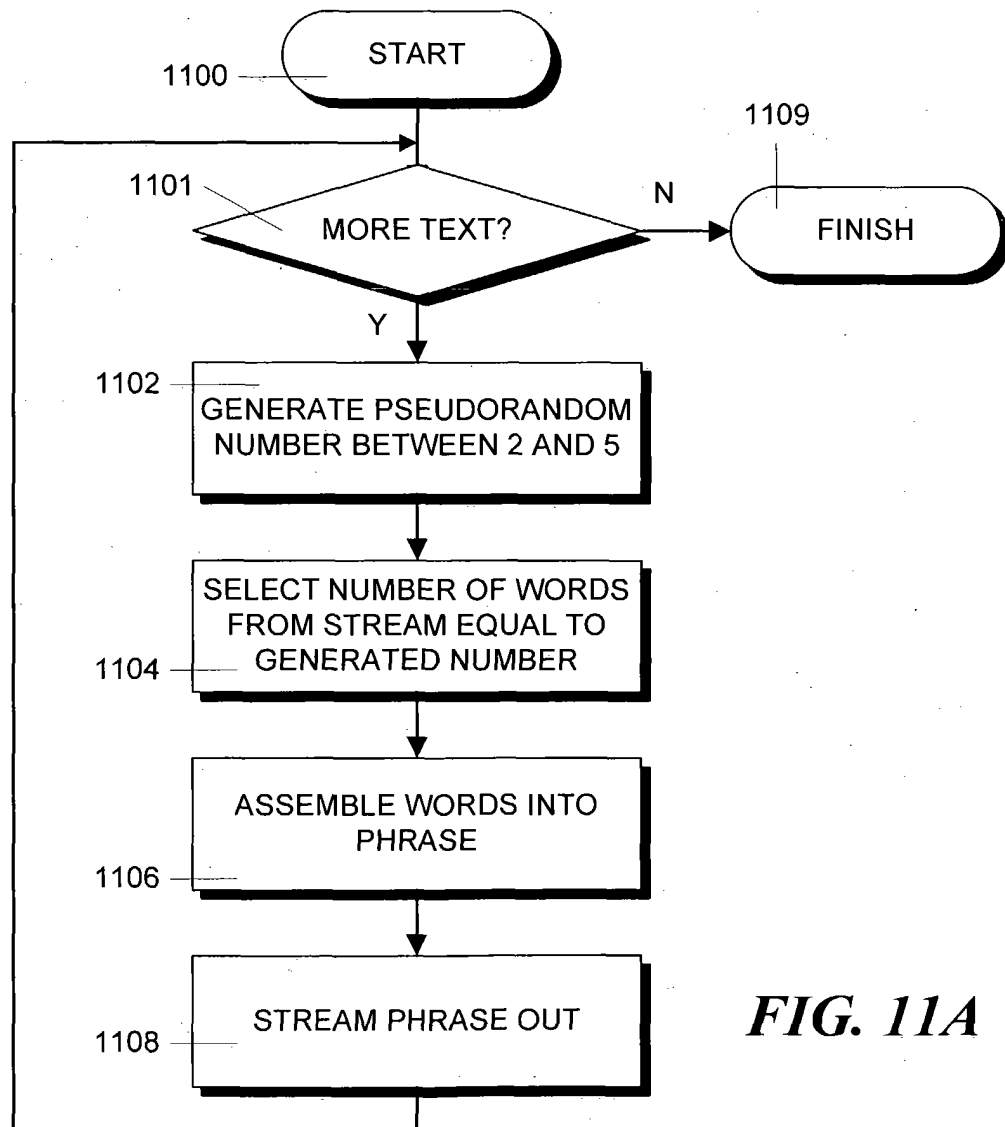 START
1100
1109
1101
MORE TEXT?
N
FINISH
Y
1102
GENERATE PSEUDORANDOM
NUMBER BETWEEN 2 AND 5
SELECT NUMBER OF WORDS
FROM STREAM EQUAL TO
GENERATED NUMBER
1104
ASSEMBLE WORDS INTO
PHRASE
1106
STREAM PHRASE OUT
1108
FIG. 11A